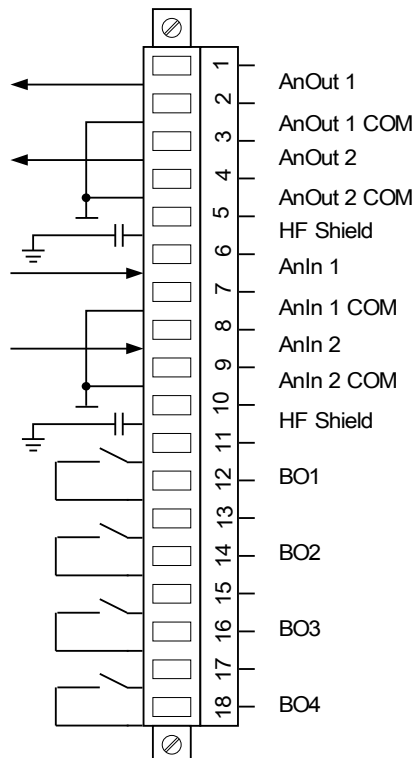 1
AnOut 1
2
AnOut 1 COM
3
AnOut 2
4
AnOut 2 COM
5
HF Shield
6
AnIn 1
7
AnIn 1 COM
8
AnIn 2
9
AnIn 2 COM
10
HF Shield
11
12
BO1
13
14
BO2
15
16
BO3
17
18
BO4